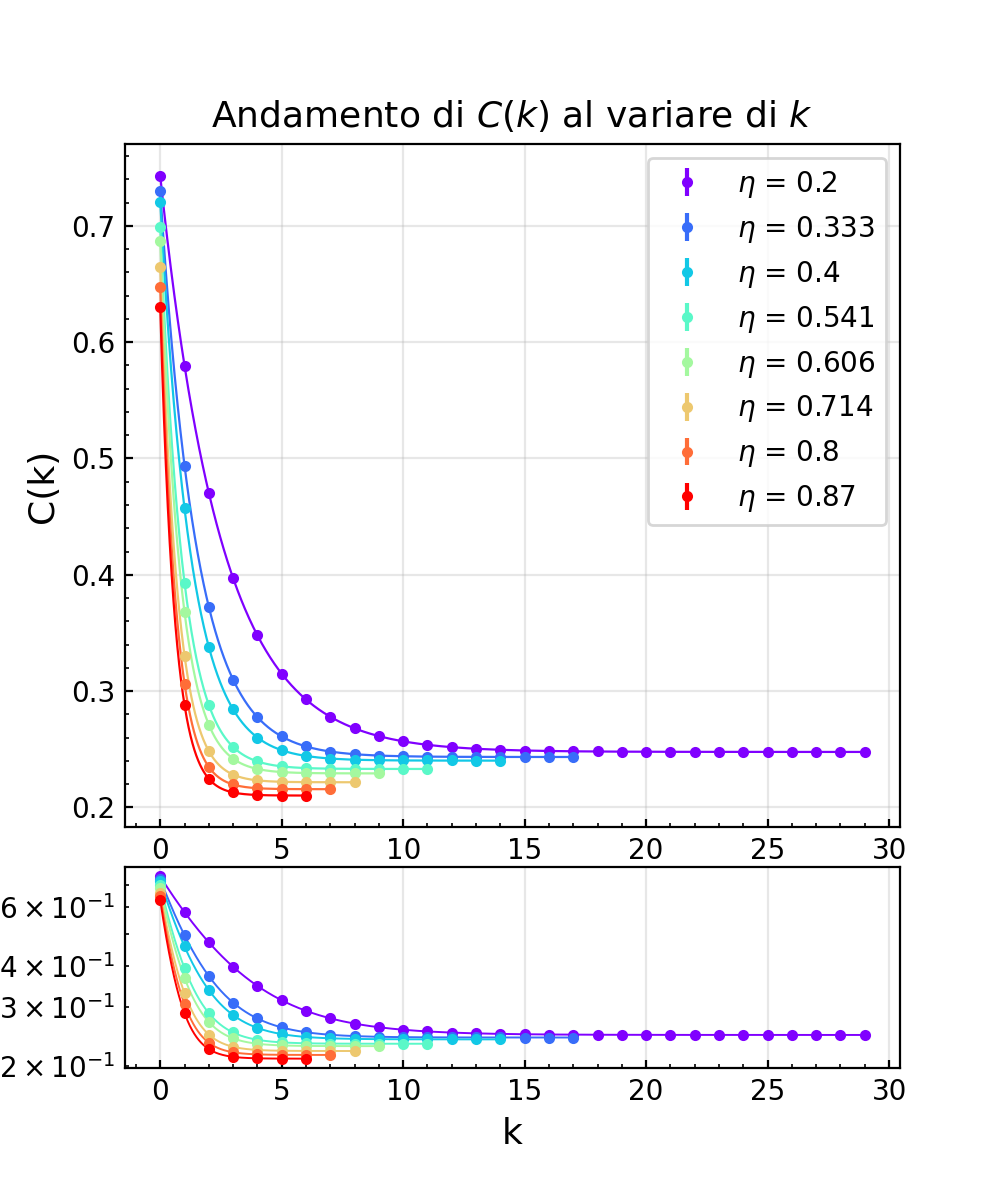 Andamento di C(k) al variare di k
C(k)
0.7
0.6
0.5
0.4
0.3
0.2
η = 0.2
η = 0.333
η = 0.4
η = 0.541
η = 0.606
η = 0.714
η = 0.8
η = 0.87
0 5 10 15 20 25 30
6 × 10⁻¹
4 × 10⁻¹
3 × 10⁻¹
2 × 10⁻¹
0 5 10 15 20 25 30
k